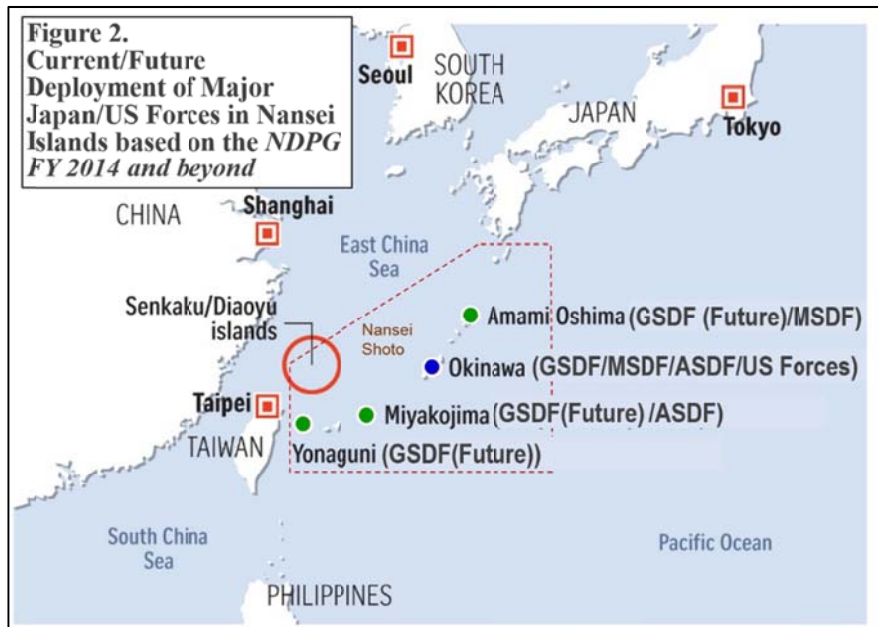 Figure 2.
Current/Future
Deployment of Major
Japan/US Forces in Nansei
Islands based on the NDPG
FY 2014 and beyond
Seoul
SOUTH
KOREA
JAPAN
Tokyo
CHINA
Shanghai
East China
Sea
Senkaku/Diaoyu
islands
Nansei
Shoto
Amami Oshima (GSDF (Future)/MSDF)
Okinawa (GSDF/MSDF/ASDF/US Forces)
Taipei
Miyakojima (GSDF(Future) /ASDF)
TAIWAN
Yonaguni (GSDF(Future))
South China
Sea
Pacific Ocean
PHILIPPINES